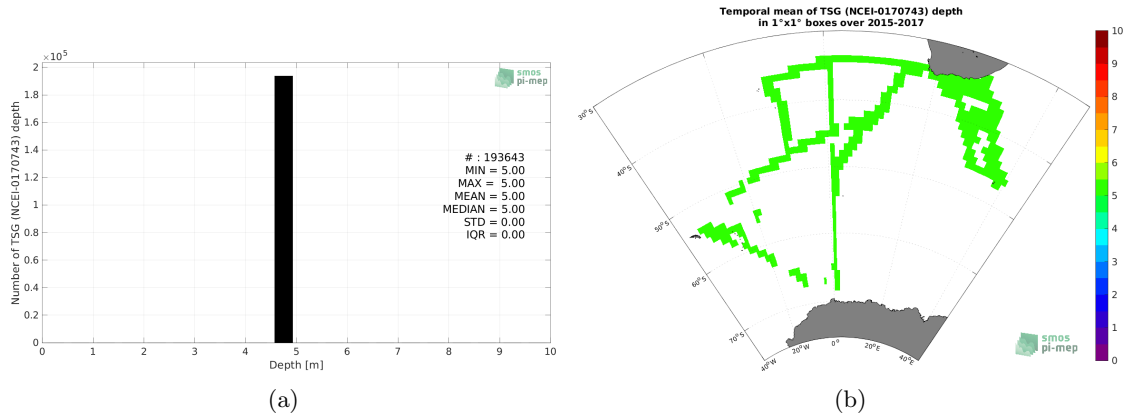 ×10⁵
2
1.8
1.6
1.4
1.2
1
0.8
0.6
0.4
0.2
0
0 1 2 3 4 5 6 7 8 9 10
Depth [m]
Number of TSG (NCEI-0170743) depth
smos
pi-mep
# : 193643
MIN = 5.00
MAX = 5.00
MEAN = 5.00
MEDIAN = 5.00
STD = 0.00
IQR = 0.00
(a)
Temporal mean of TSG (NCEI-0170743) depth
in 1°x1° boxes over 2015-2017
30°S
40°S
50°S
60°S
70°S
40°W
20°W
0°
20°E
40°E
10
9
8
7
6
5
4
3
2
1
0
smos
pi-mep
(b)